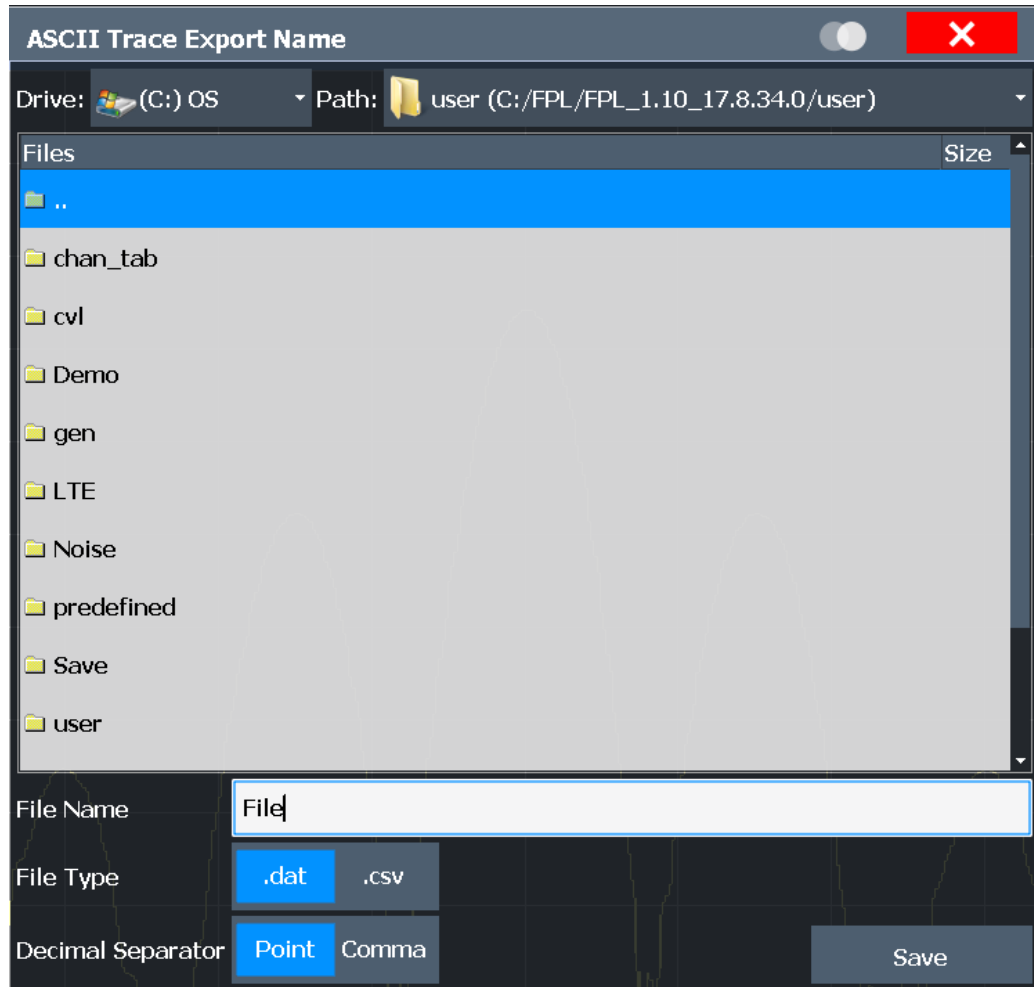 ASCII Trace Export Name
Drive: (C:) OS Path: user (C:/FPL/FPL_1.10_17.8.34.0/user)
Files Size
..
chan_tab
cvl
Demo
gen
LTE
Noise
predefined
Save
user
File Name File
File Type .dat .csv
Decimal Separator Point Comma Save